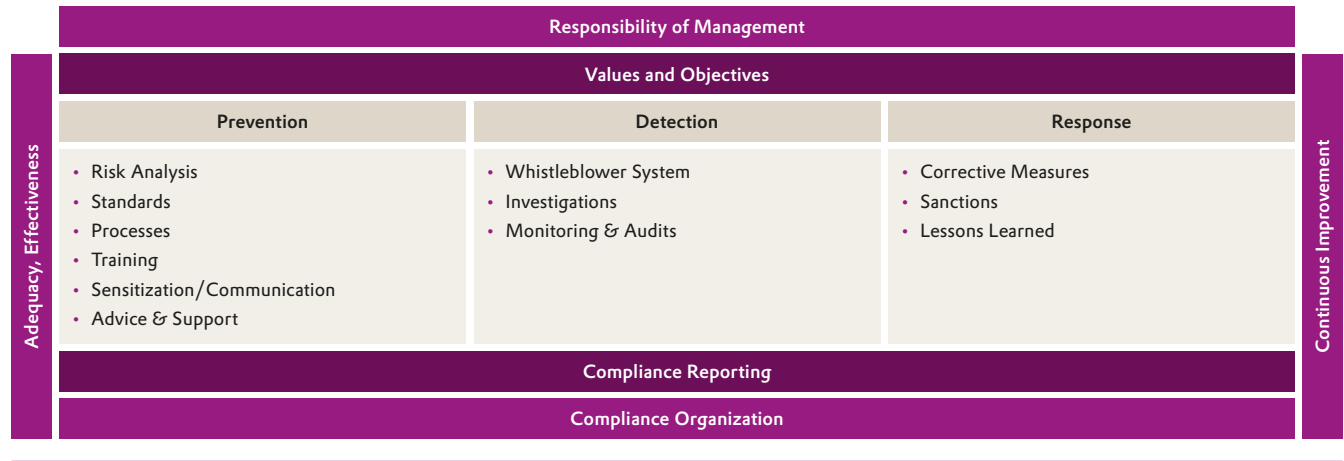 Responsibility of Management
Adequacy, Effectiveness
Values and Objectives
Prevention
• Risk Analysis
• Standards
• Processes
• Training
• Sensitization/Communication
• Advice & Support
Detection
• Whistleblower System
• Investigations
• Monitoring & Audits
Response
• Corrective Measures
• Sanctions
• Lessons Learned
Continuous Improvement
Compliance Reporting
Compliance Organization